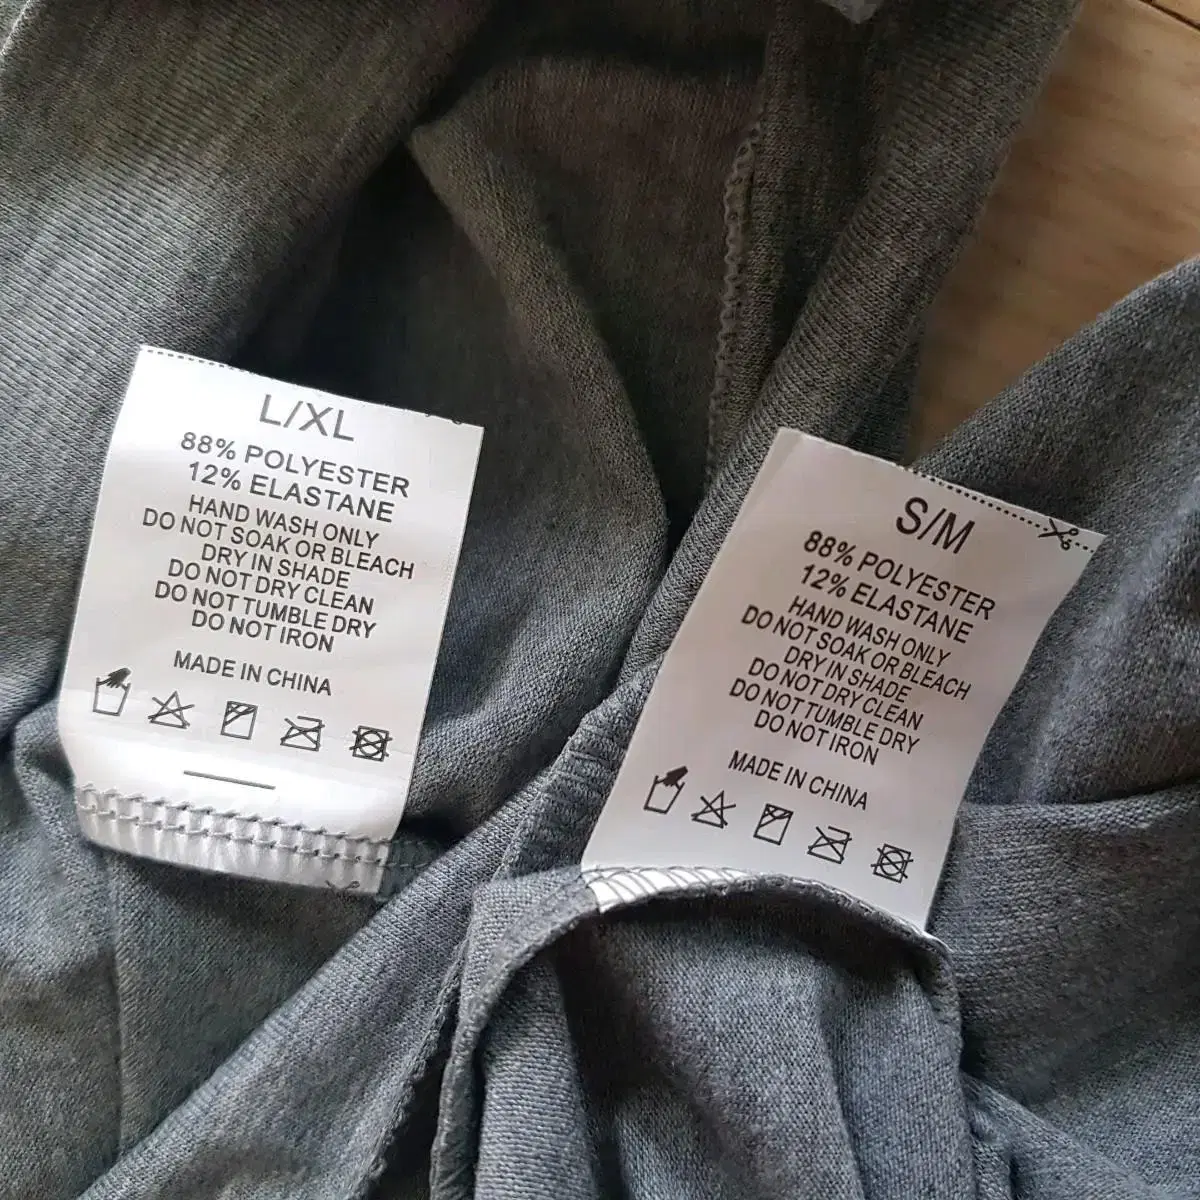 L/XL
88% POLYESTER
12% ELASTANE
HAND WASH ONLY
DO NOT SOAK OR BLEACH
DRY IN SHADE
DO NOT DRY CLEAN
DO NOT TUMBLE DRY
DO NOT IRON
MADE IN CHINA
S/M
88% POLYESTER
12% ELASTANE
HAND WASH ONLY
DO NOT SOAK OR BLEACH
DRY IN SHADE
DO NOT DRY CLEAN
DO NOT TUMBLE DRY
DO NOT IRON
MADE IN CHINA